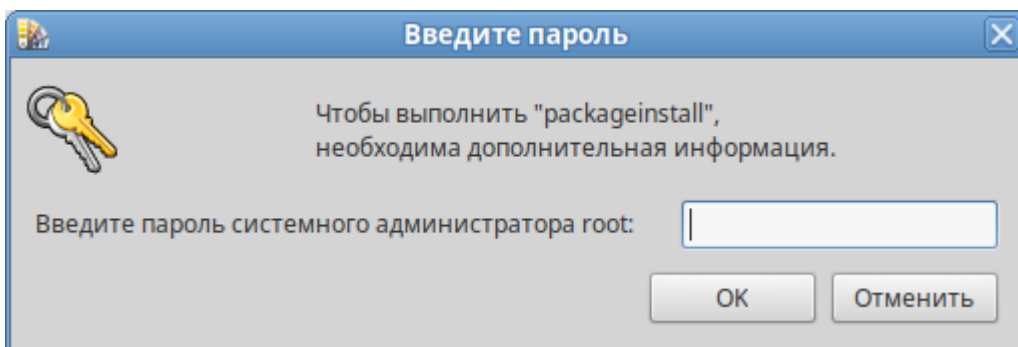 Введите пароль
Чтобы выполнить "packageinstall",
необходима дополнительная информация.
Введите пароль системного администратора root:
OK
Отменить